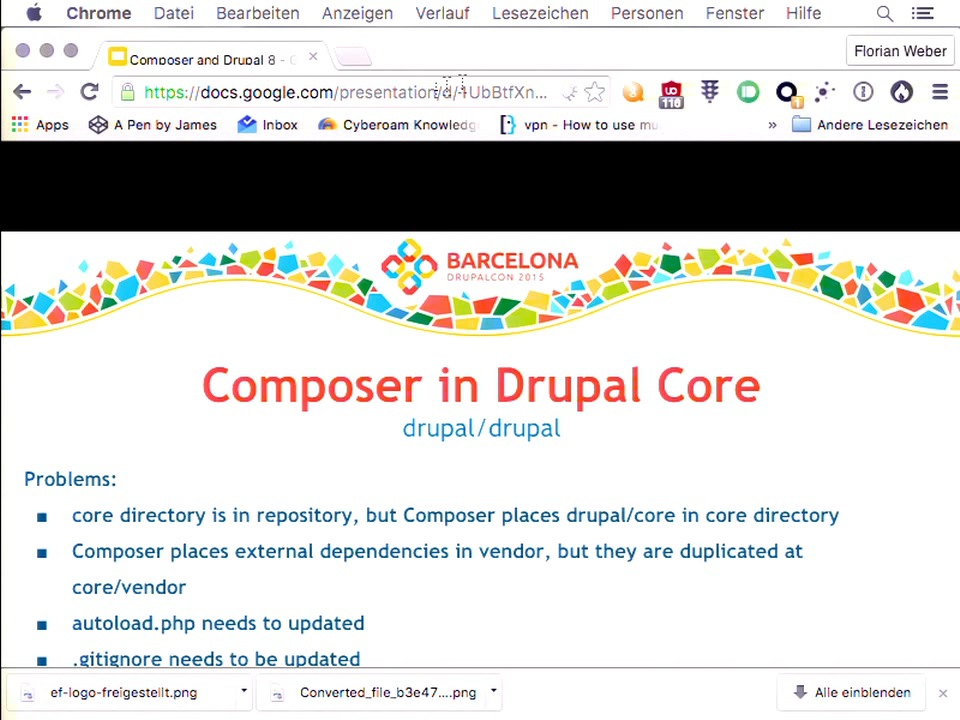 Chrome Datei Bearbeiten Anzeigen Verlauf Lesezeichen Personen Fenster Hilfe
Composer and Drupal 8 -
Florian Weber
https://docs.google.com/presentation/d/
Apps A Pen by James Inbox Cyberoam Knowledg vpn - How to use mu » Andere Lesezeichen
BARCELONA
DRUPALCON 2015
Composer in Drupal Core
drupal/drupal
Problems:
■ core directory is in repository, but Composer places drupal/core in core directory
■ Composer places external dependencies in vendor, but they are duplicated at
core/vendor
■ autoload.php needs to updated
■ .gitignore needs to be updated
ef-logo-freigestellt.png Converted_file_b3e47....png Alle einblenden